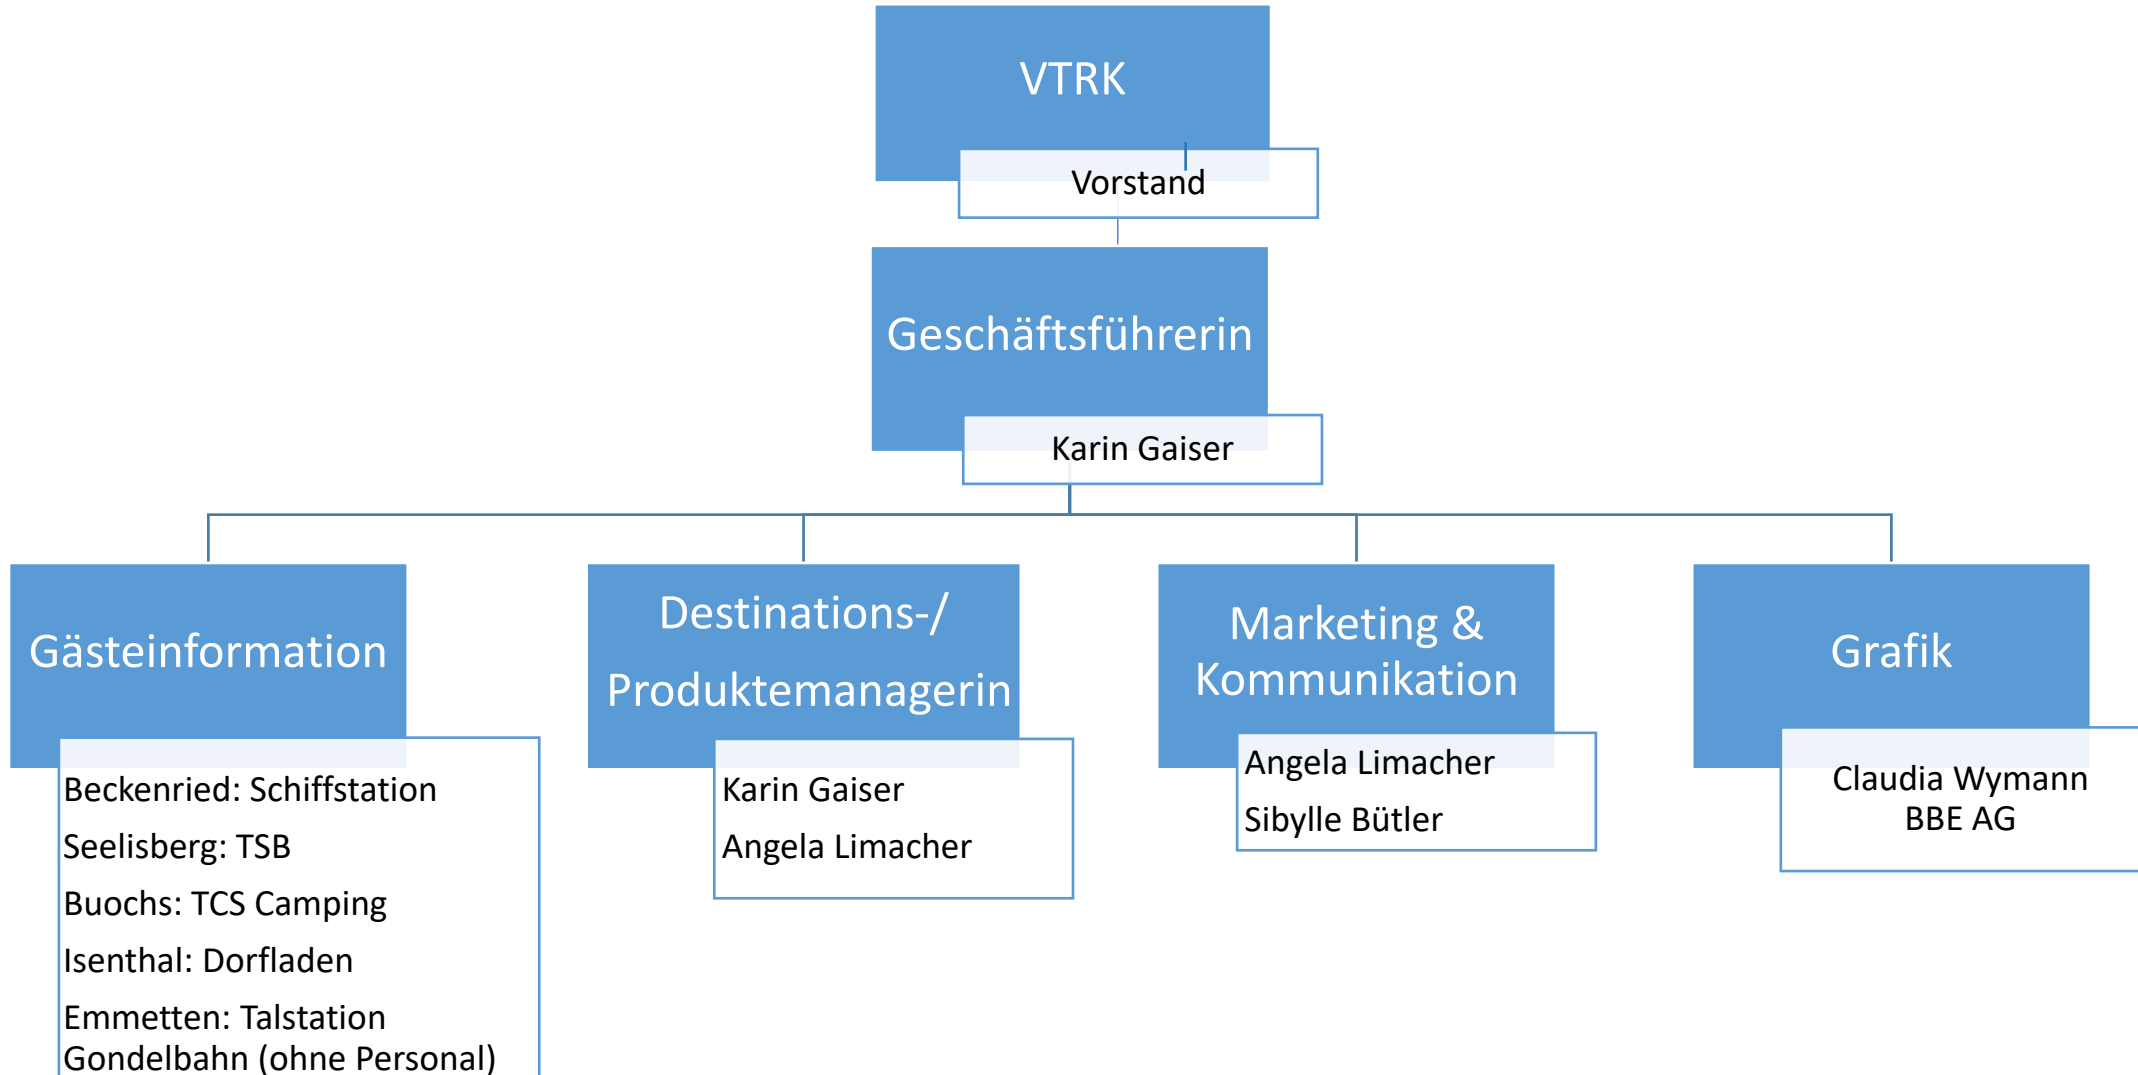 VTRK
Vorstand
Geschäftsführerin
Karin Gaiser
Gästeinformation
Beckenried: Schiffstation
Seelisberg: TSB
Buochs: TCS Camping
Isenthal: Dorfladen
Emmetten: Talstation
Gondelbahn (ohne Personal)
Destinations-/
Produktemanagerin
Karin Gaiser
Angela Limacher
Marketing &
Kommunikation
Angela Limacher
Sibylle Bütler
Grafik
Claudia Wymann
BBE AG